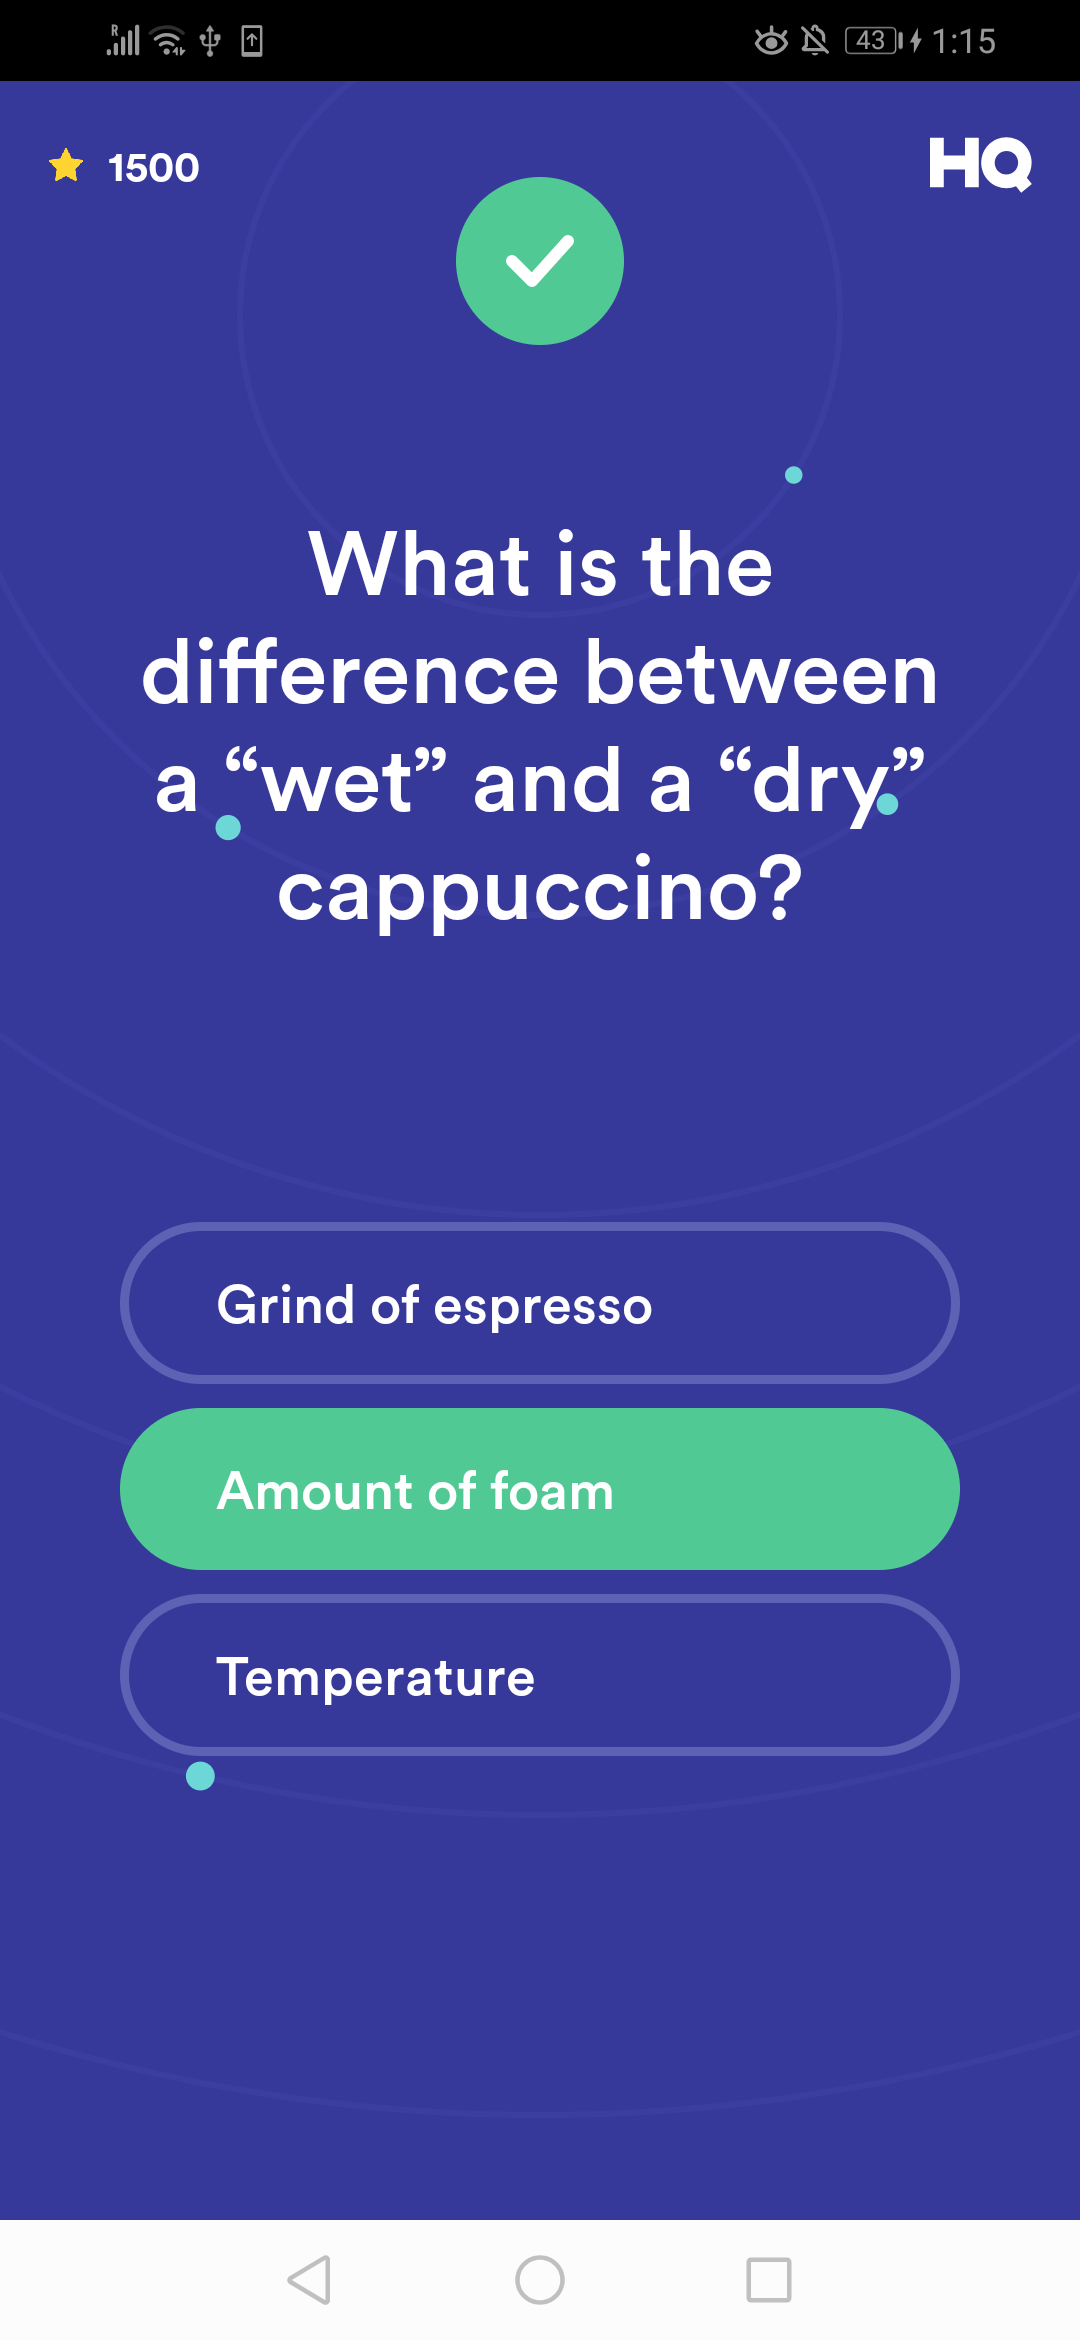 R 43 1:15
1500 HQ
What is the
difference between
a “wet” and a “dry”
cappuccino?
Grind of espresso
Amount of foam
Temperature